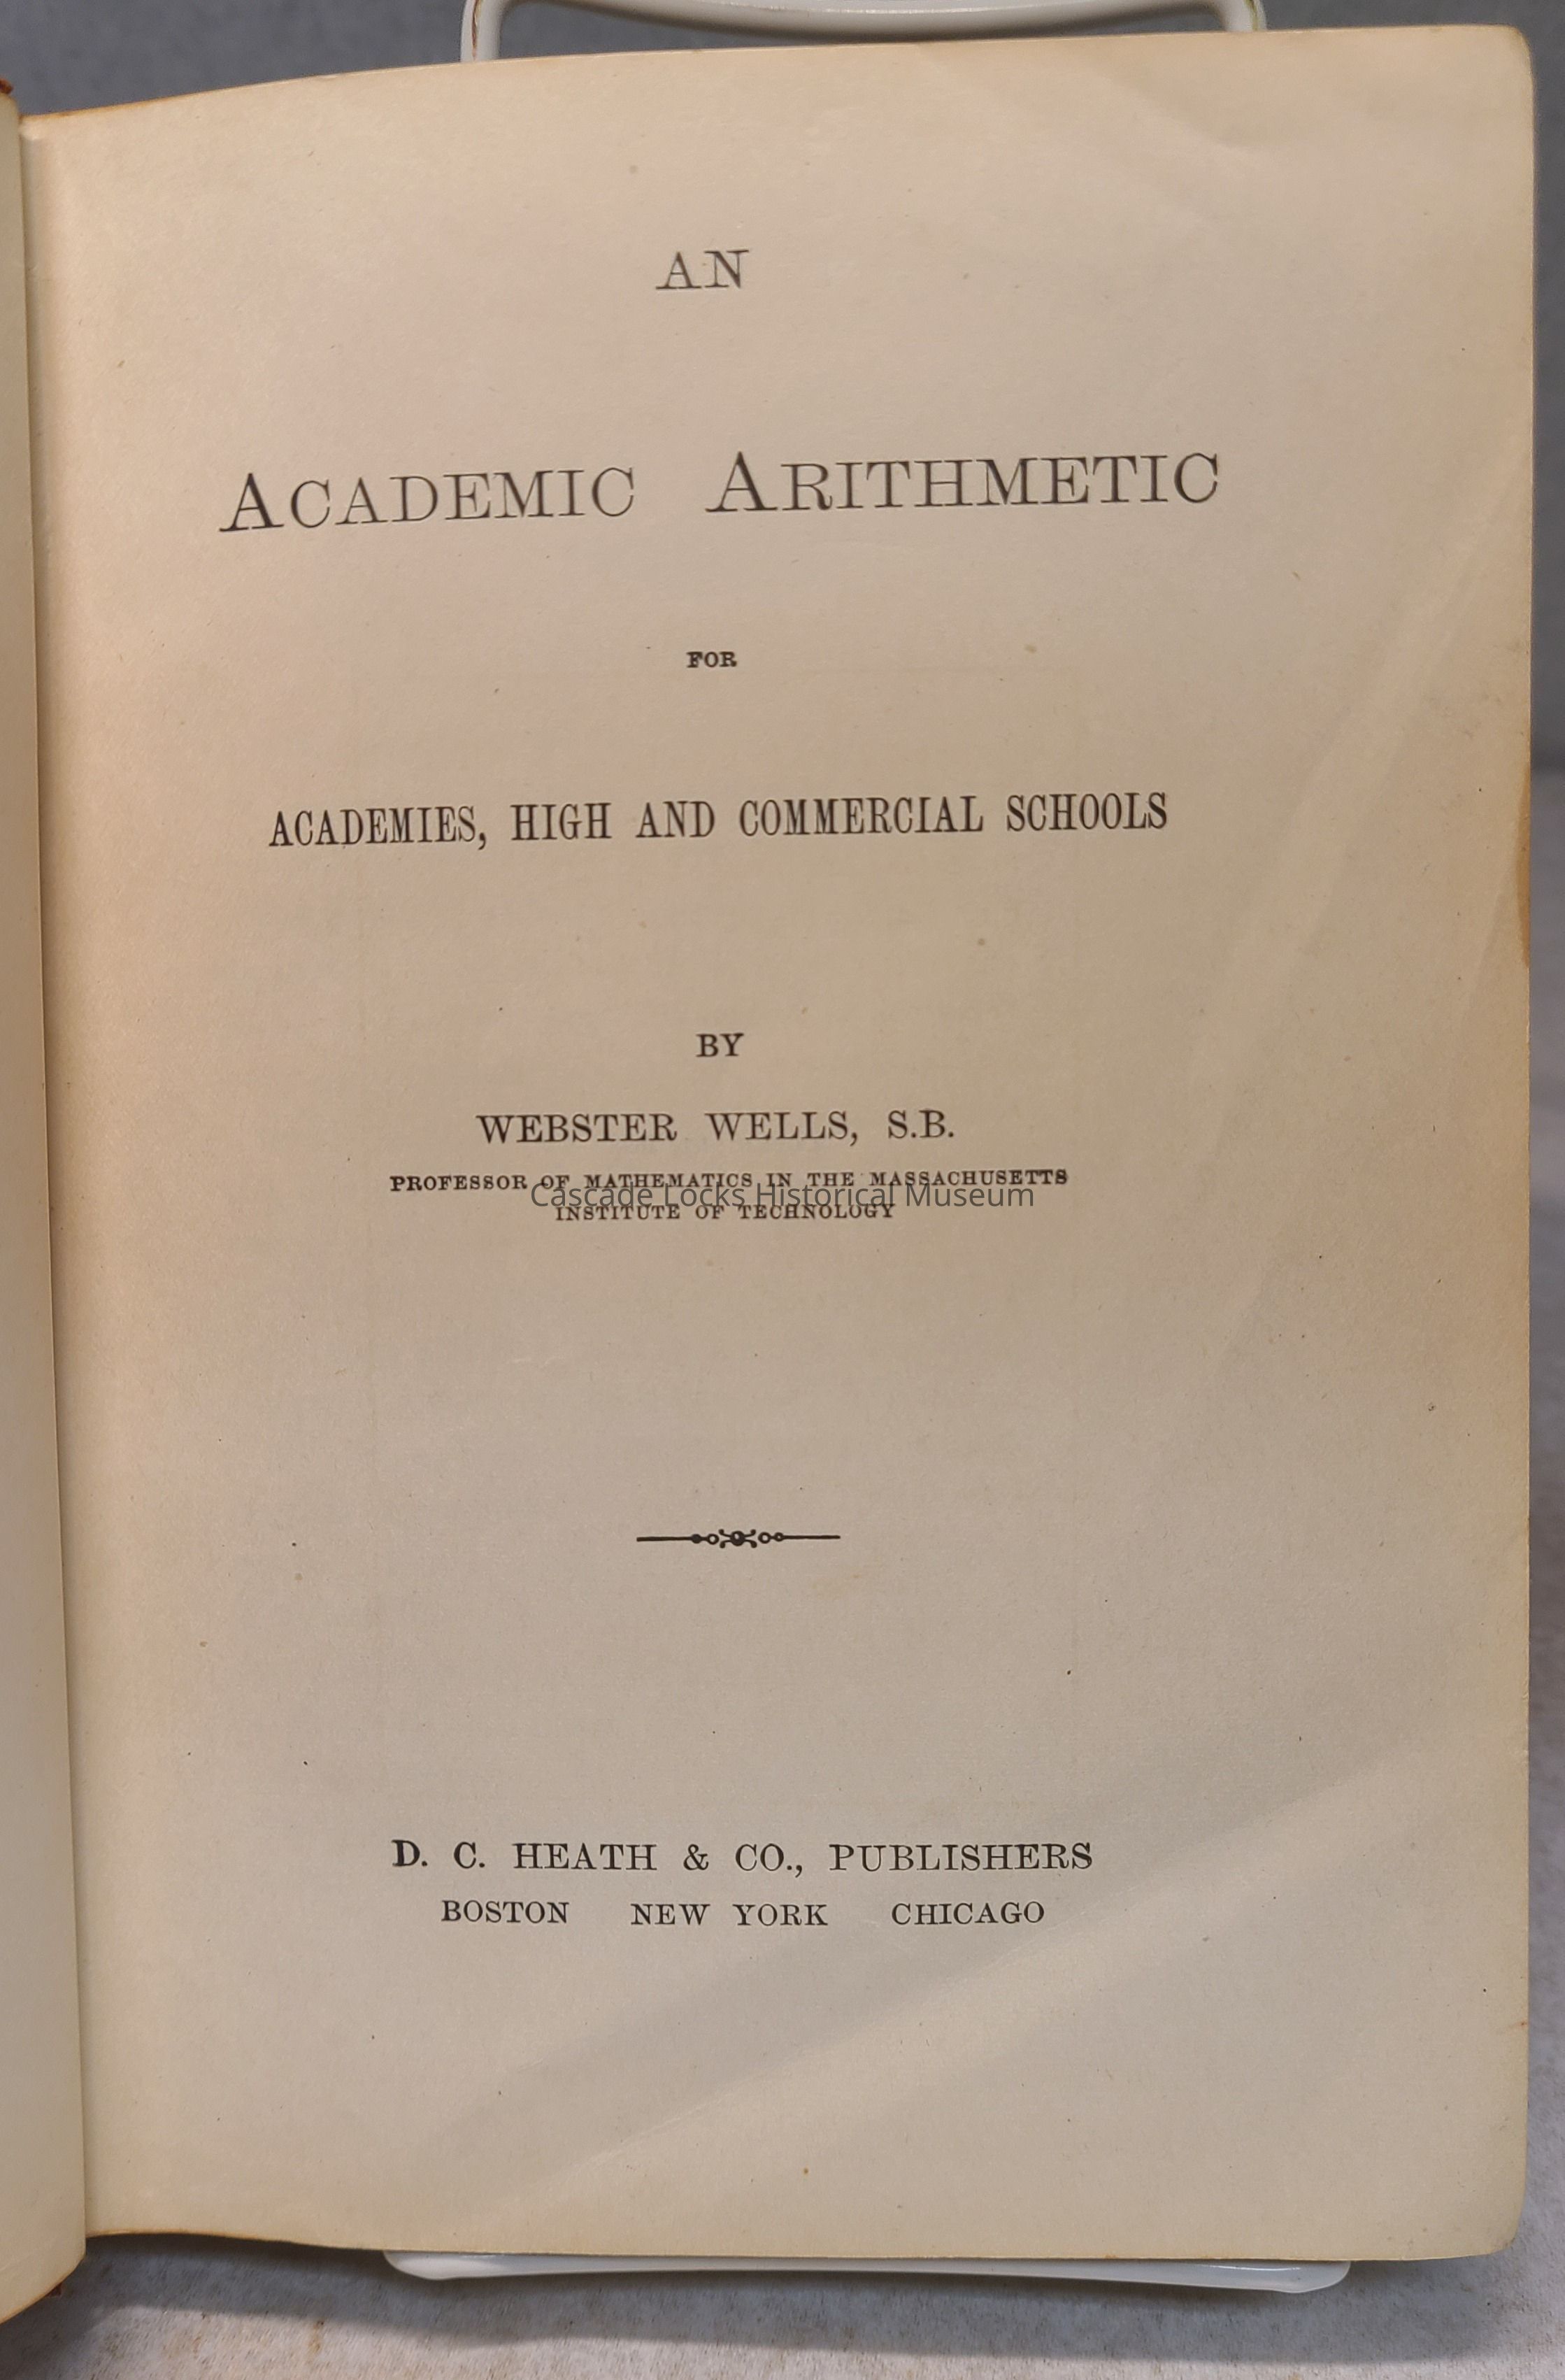 AN
ACADEMIC ARITHMETIC
FOR
ACADEMIES, HIGH AND COMMERCIAL SCHOOLS
BY
WEBSTER WELLS, S.B.
PROFESSOR OF MATHEMATICS IN THE MASSACHUSETTS
Cascade Locks Historical Museum
INSTITUTE OF TECHNOLOGY
D. C. HEATH & CO., PUBLISHERS
BOSTON NEW YORK CHICAGO